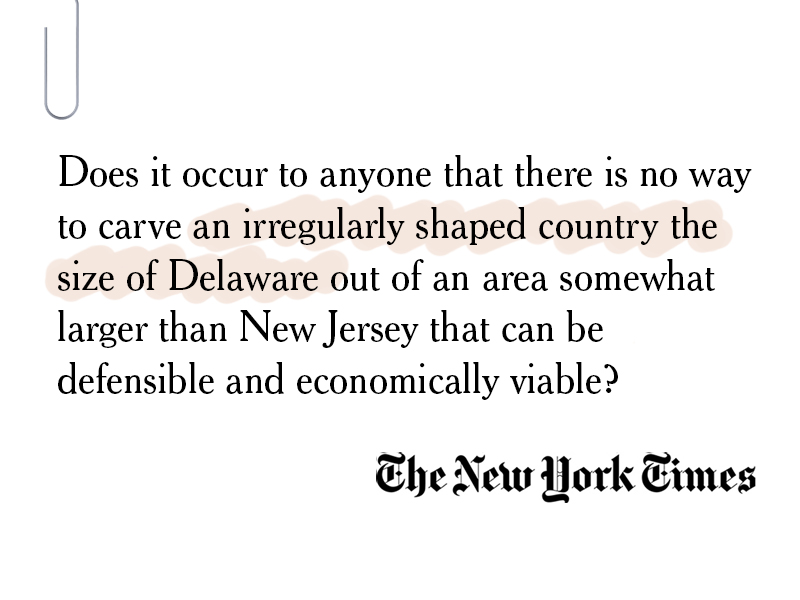 Does it occur to anyone that there is no way
to carve an irregularly shaped country the
size of Delaware out of an area somewhat
larger than New Jersey that can be
defensible and economically viable?
The New York Times